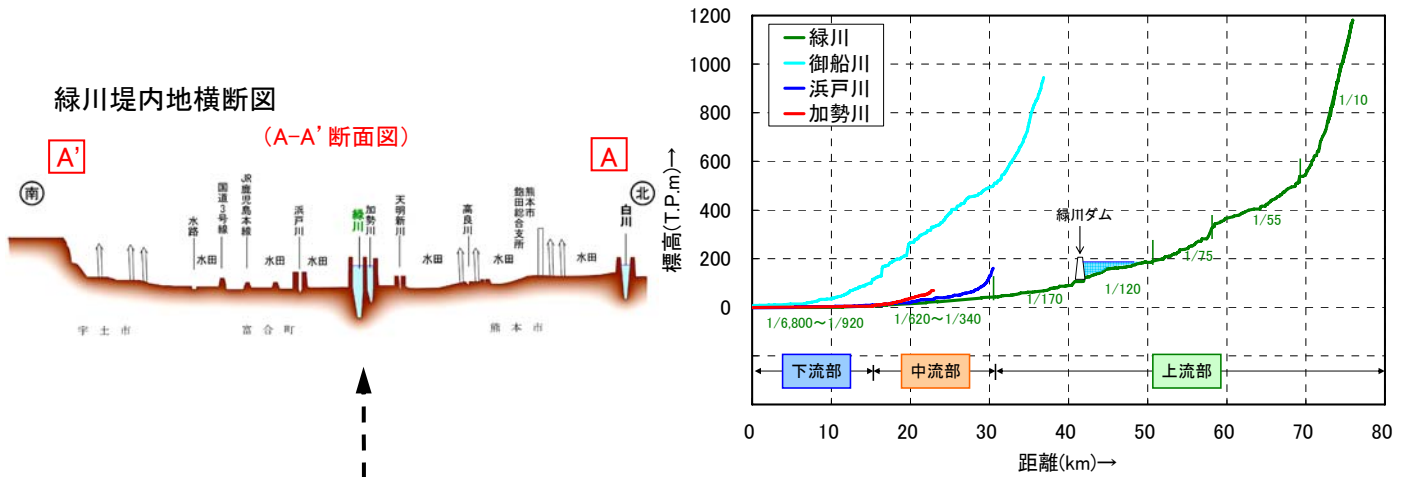 緑川堤内地横断図
(A-A'断面図)
A'
A
南
北
水路
水田
国道3号線
JR鹿児島本線
水田
浜戸川
水田
緑川
加勢川
天明新川
水田
高良川
水田
熊本市
飽田総合支所
水田
白川
宇土市
富合町
熊本市
緑川
御船川
浜戸川
加勢川
標高(T.P.m)→
1200
1000
800
600
400
200
0
緑川ダム
1/6,800～1/920
1/620～1/340
1/170
1/120
1/75
1/55
1/10
下流部
中流部
上流部
0 10 20 30 40 50 60 70 80
距離(km)→